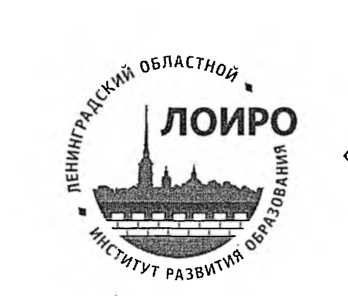 ЛЕНИНГРАДСКИЙ ОБЛАСТНОЙ
ЛОИРО
ИНСТИТУТ РАЗВИТИЯ ОБРАЗОВАНИЯ
«